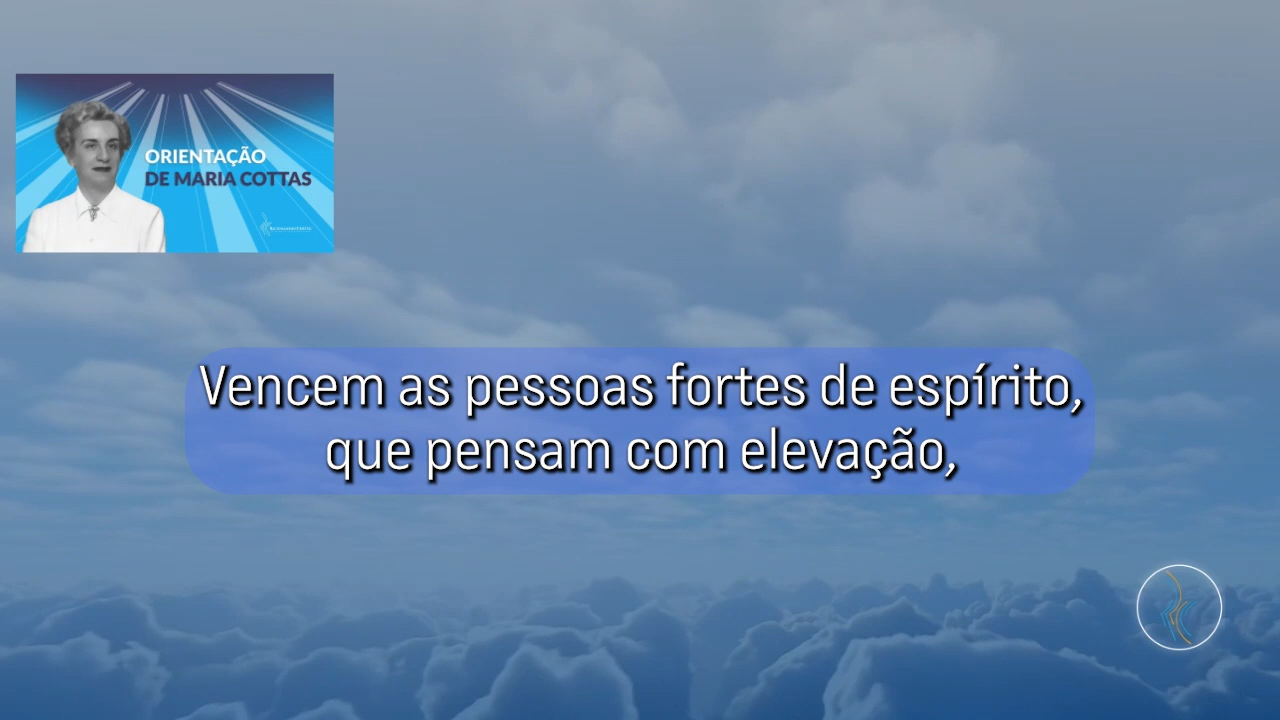 ORIENTAÇÃO
DE MARIA COTTAS
Vencem as pessoas fortes de espírito,
que pensam com elevação,